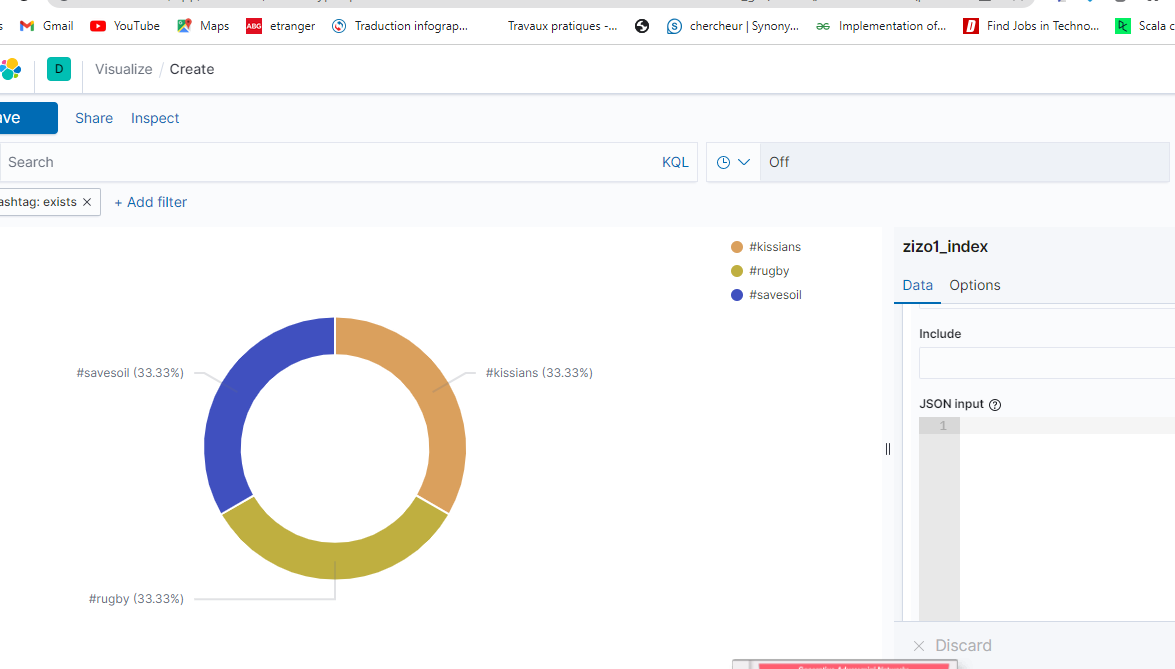 Gmail YouTube Maps ABG etranger Traduction infograp... Travaux pratiques -... S chercheur | Synony... Implementation of... Find Jobs in Techno... Scala c
D Visualize / Create
ave Share Inspect
Search KQL Off
ashtag: exists × + Add filter
#kissians
#rugby
#savesoil
#savesoil (33.33%)
#kissians (33.33%)
#rugby (33.33%)
zizo1_index
Data Options
Include
JSON input
1
× Discard